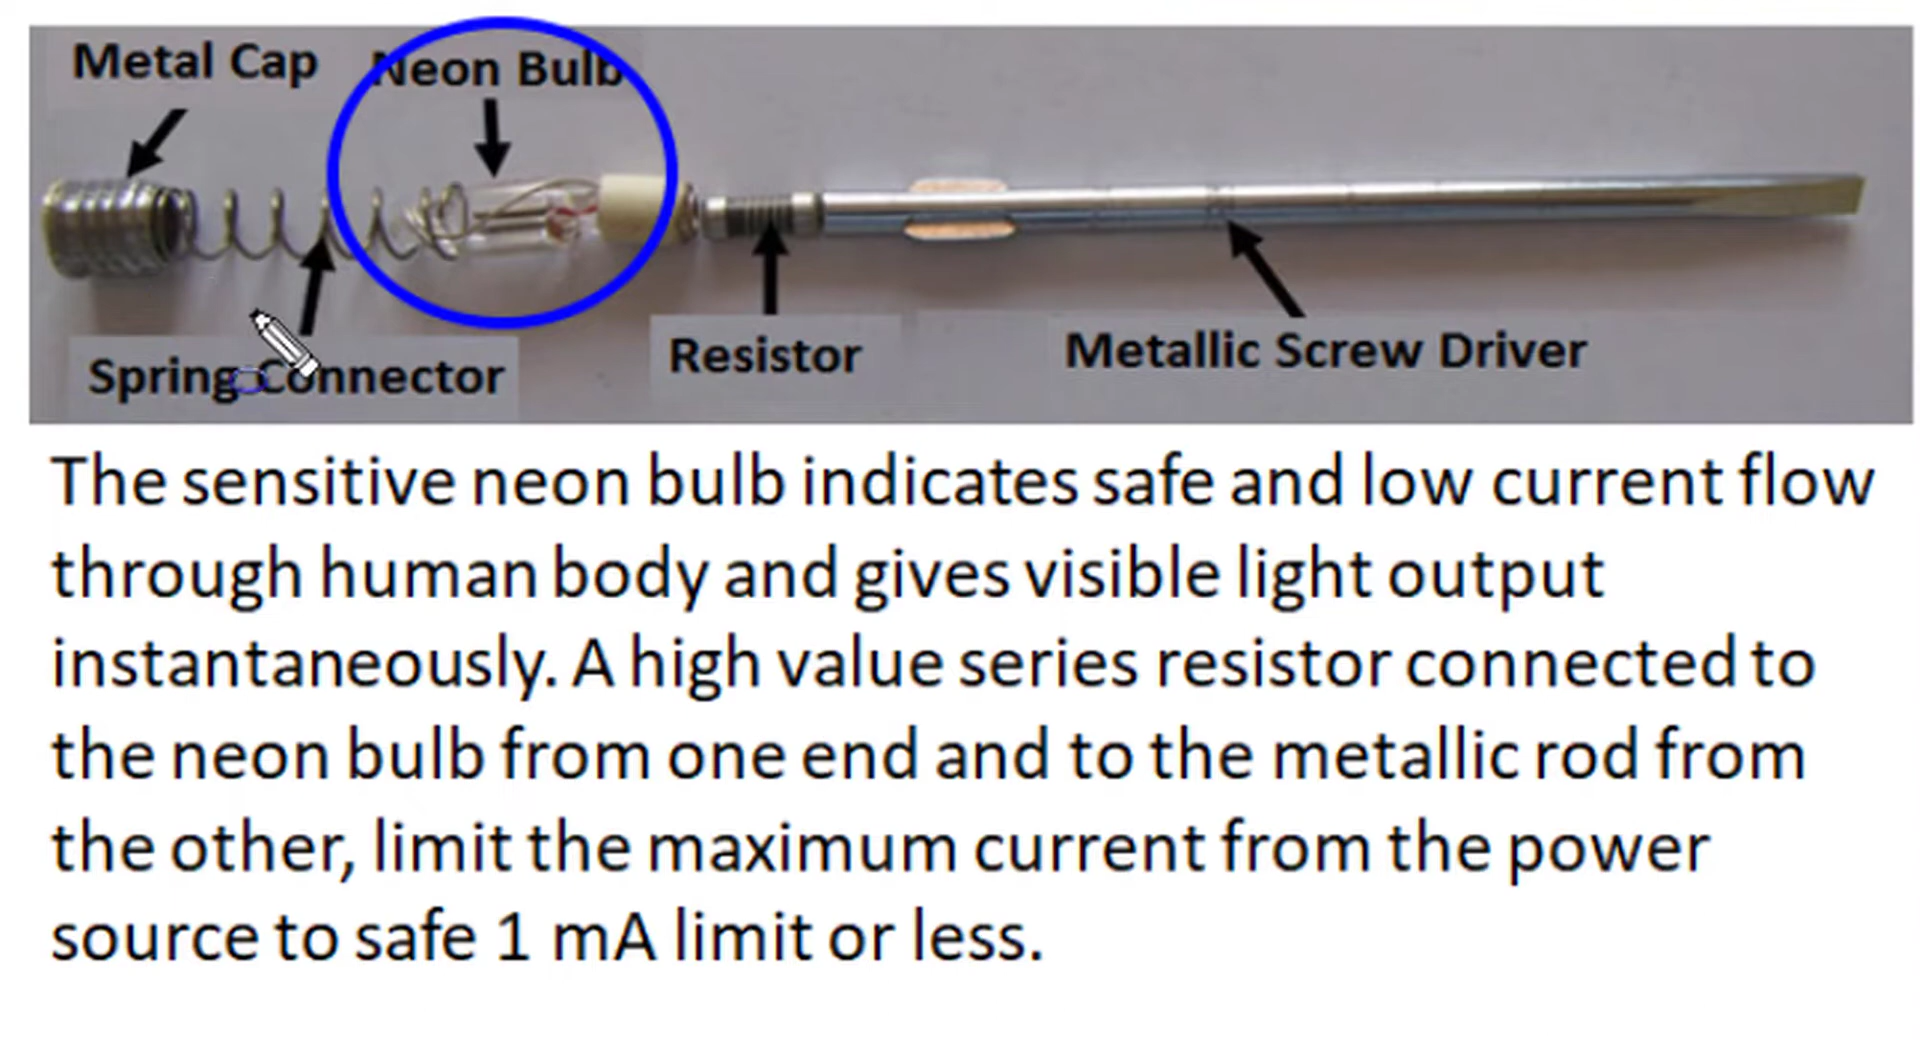 Metal Cap
Neon Bulb
Spring Connector
Resistor
Metallic Screw Driver
The sensitive neon bulb indicates safe and low current flow
through human body and gives visible light output
instantaneously. A high value series resistor connected to
the neon bulb from one end and to the metallic rod from
the other, limit the maximum current from the power
source to safe 1 mA limit or less.